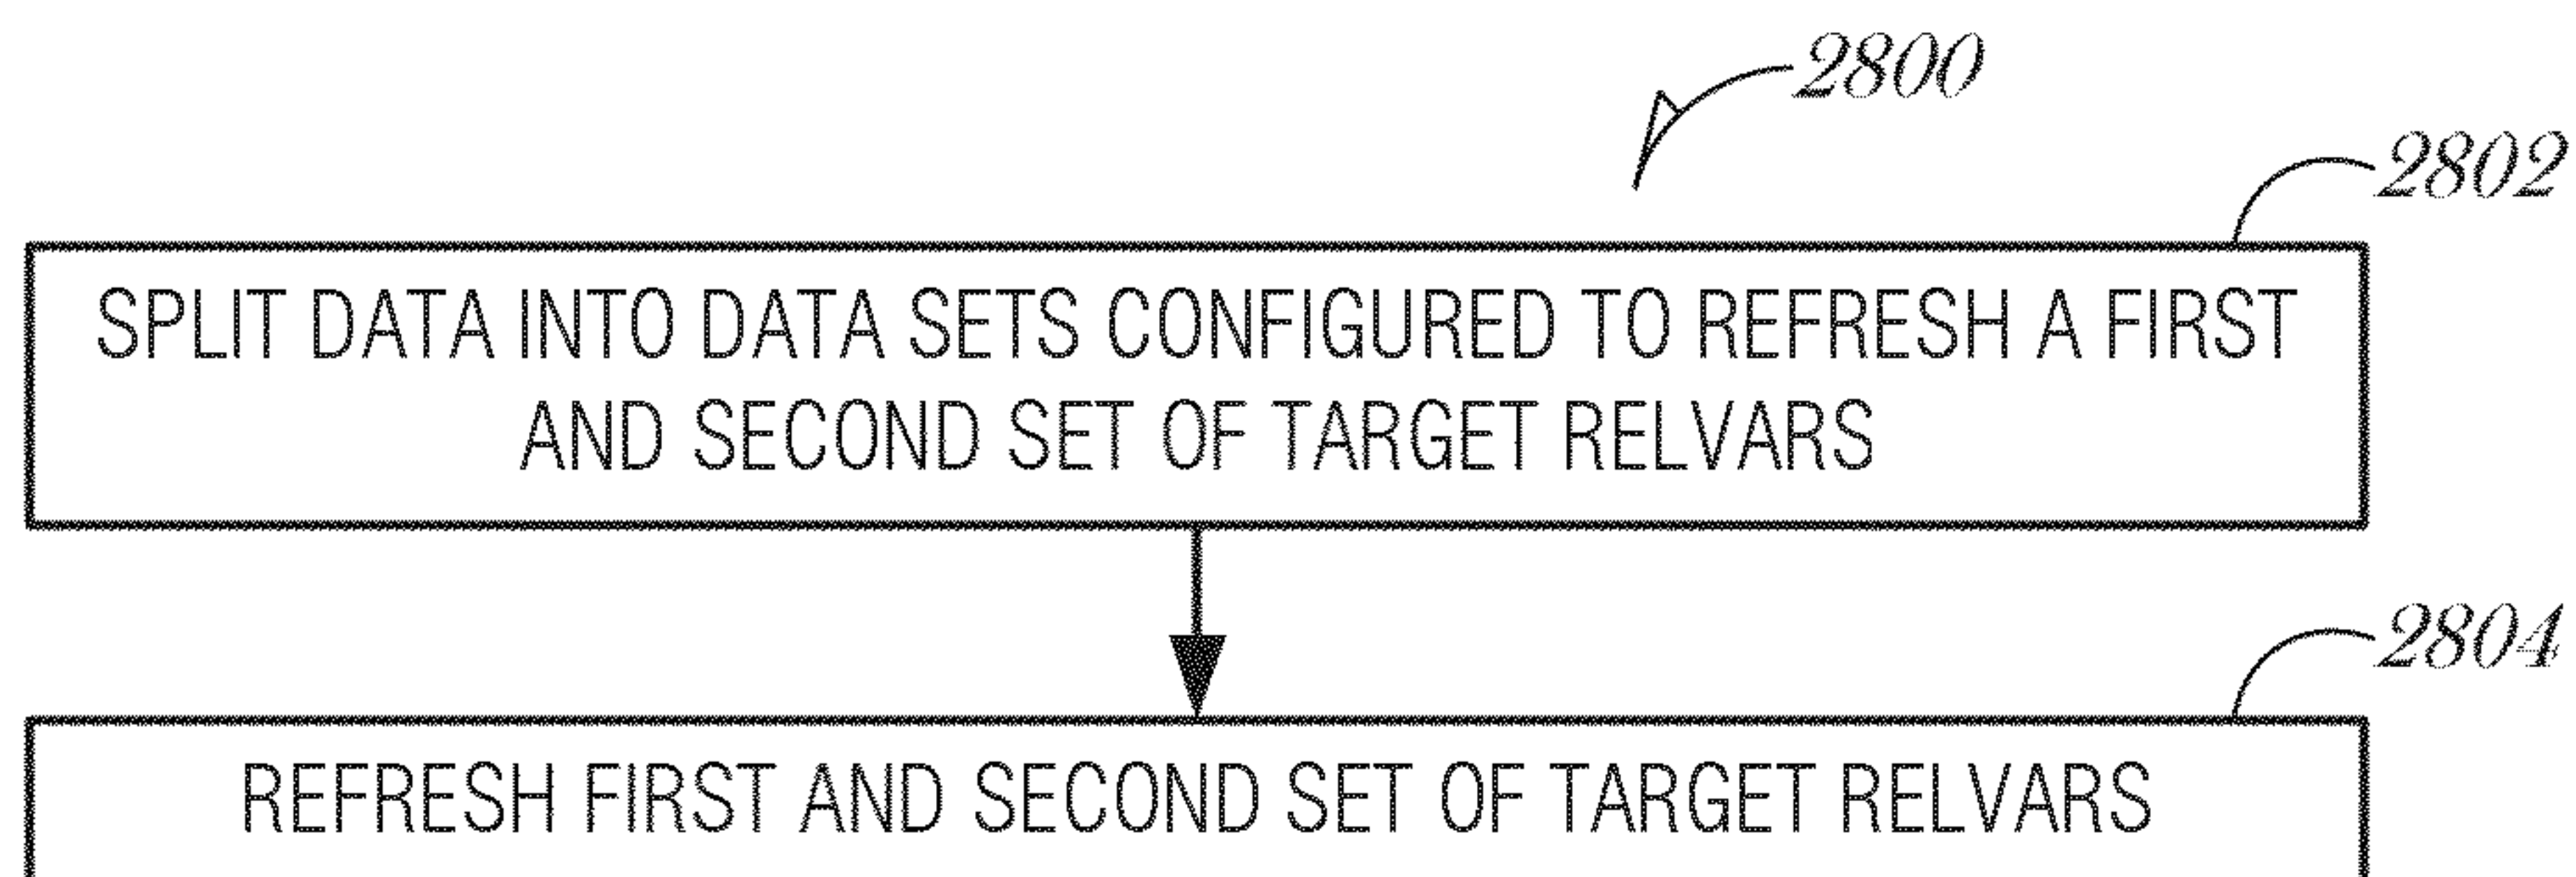 2800
2802
SPLIT DATA INTO DATA SETS CONFIGURED TO REFRESH A FIRST
AND SECOND SET OF TARGET RELVARS
2804
REFRESH FIRST AND SECOND SET OF TARGET RELVARS